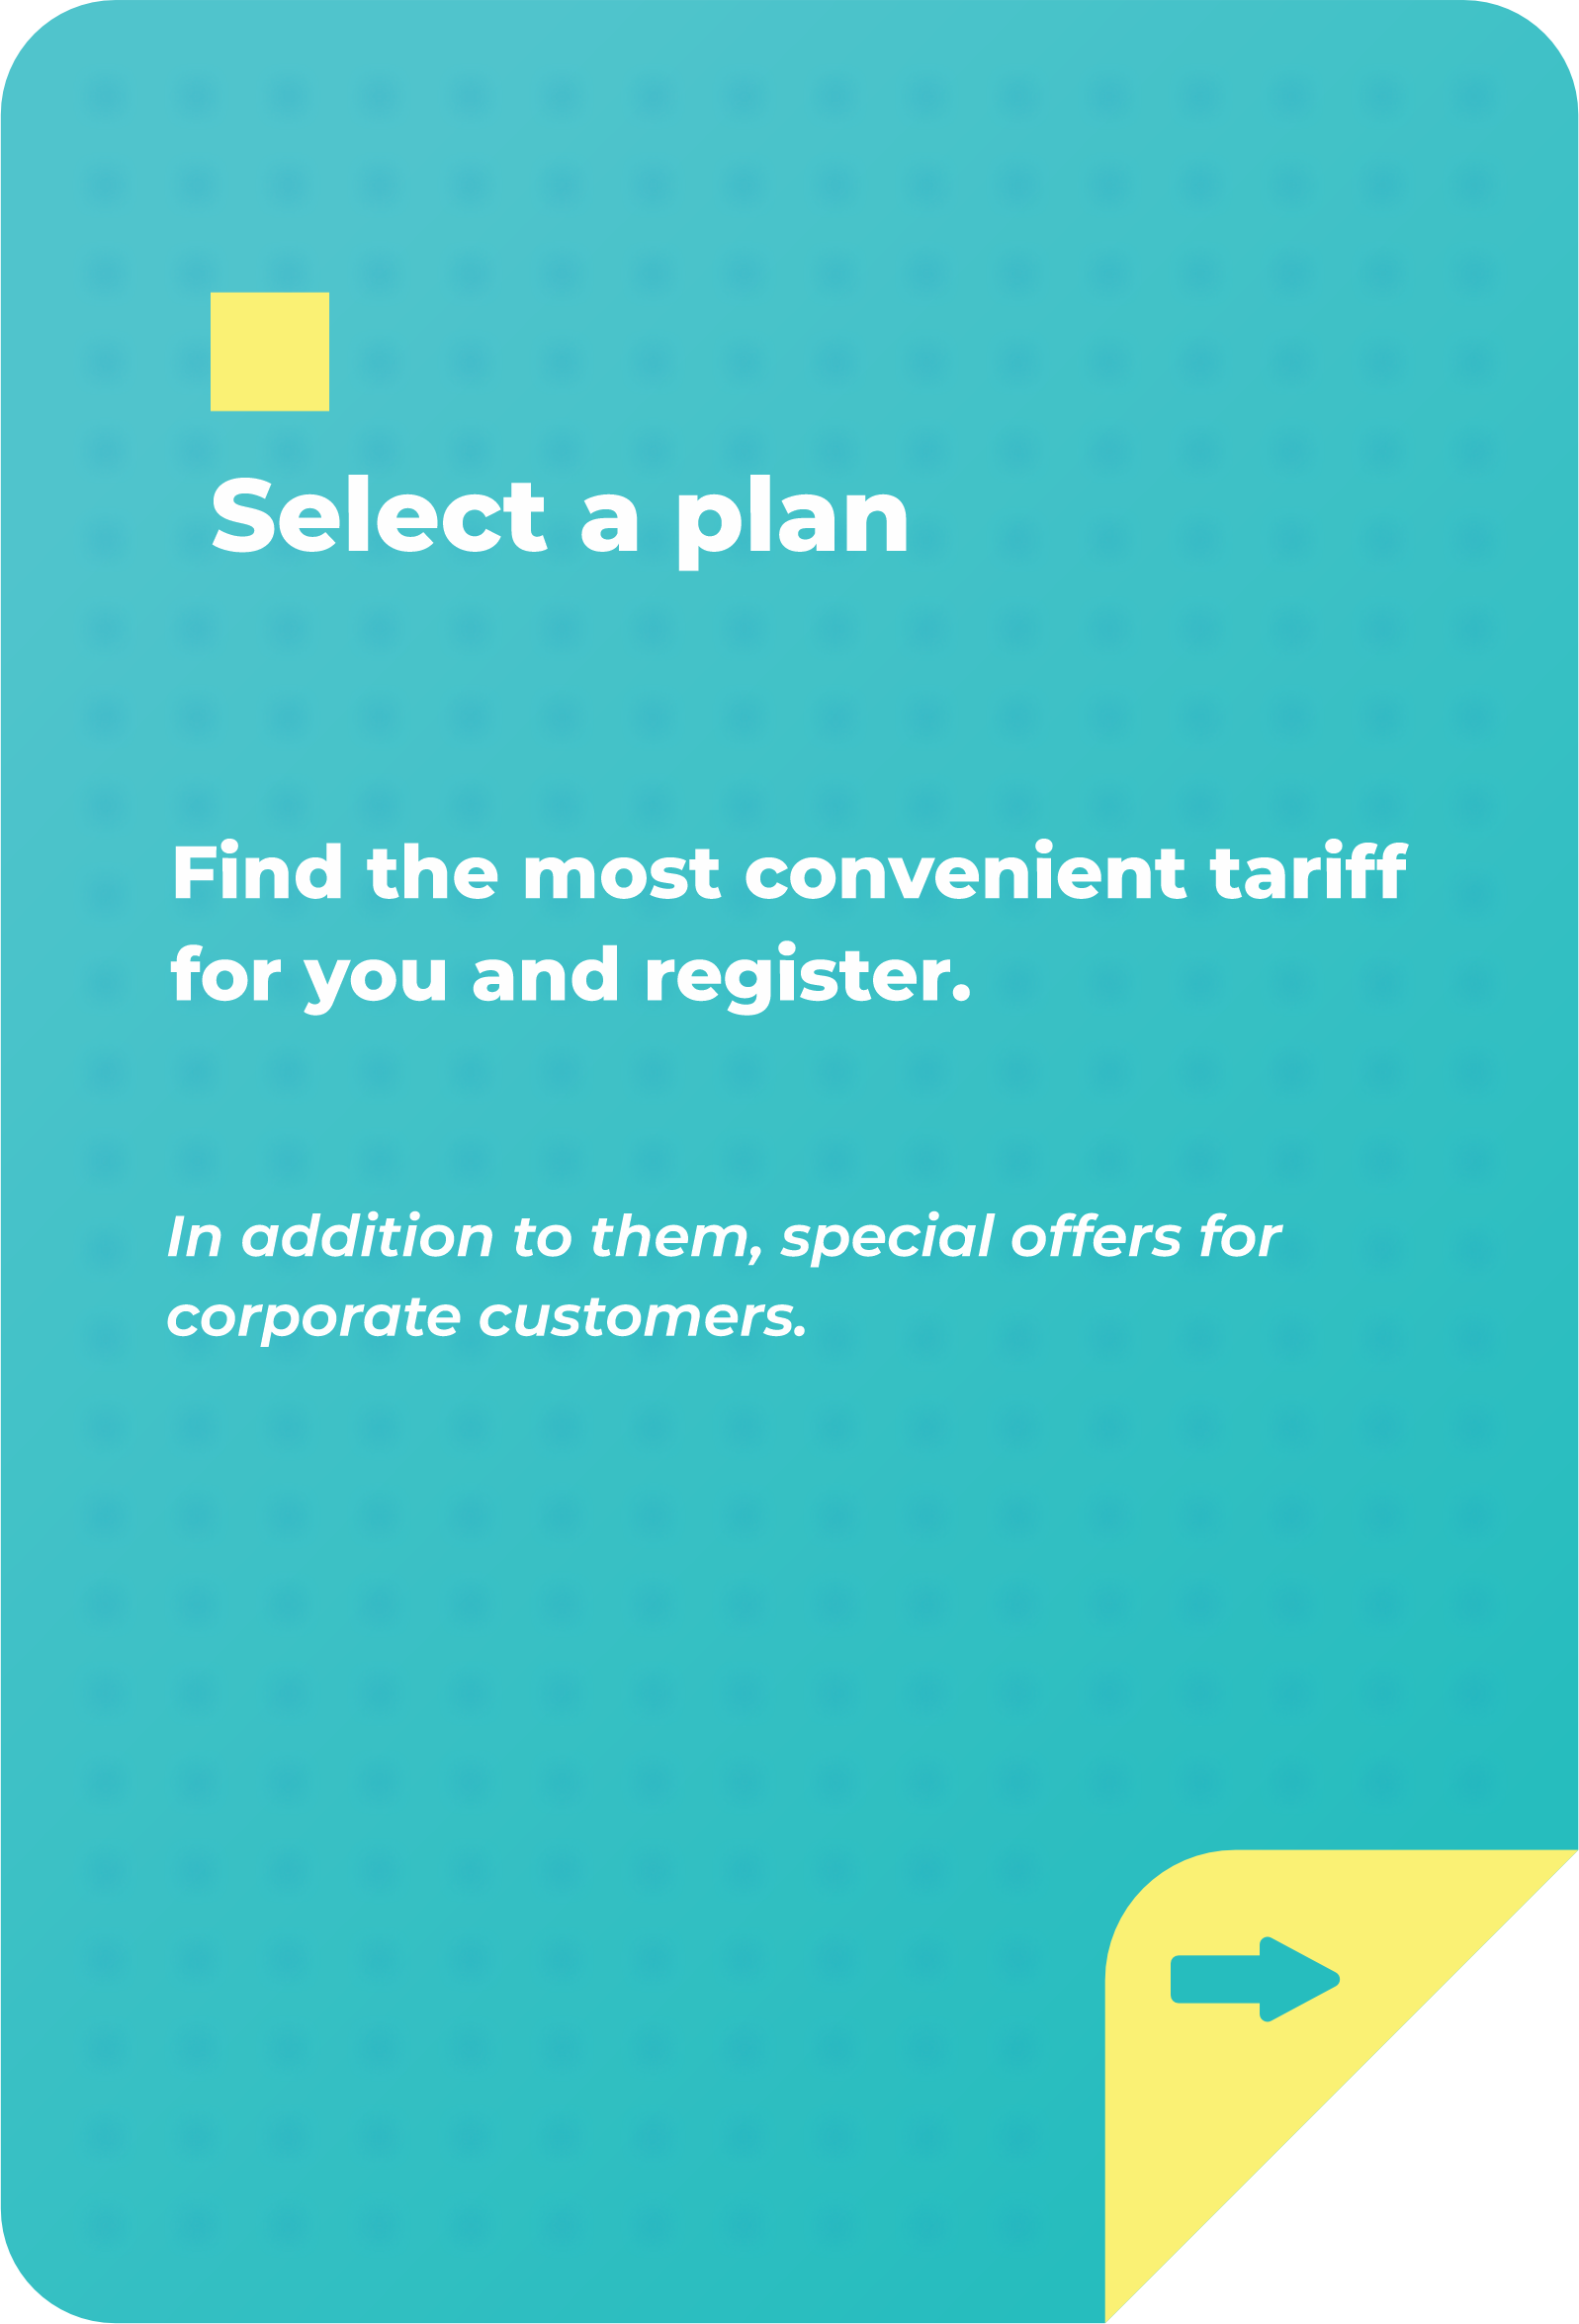 Select a plan
Find the most convenient tariff
for you and register.
In addition to them, special offers for
corporate customers.